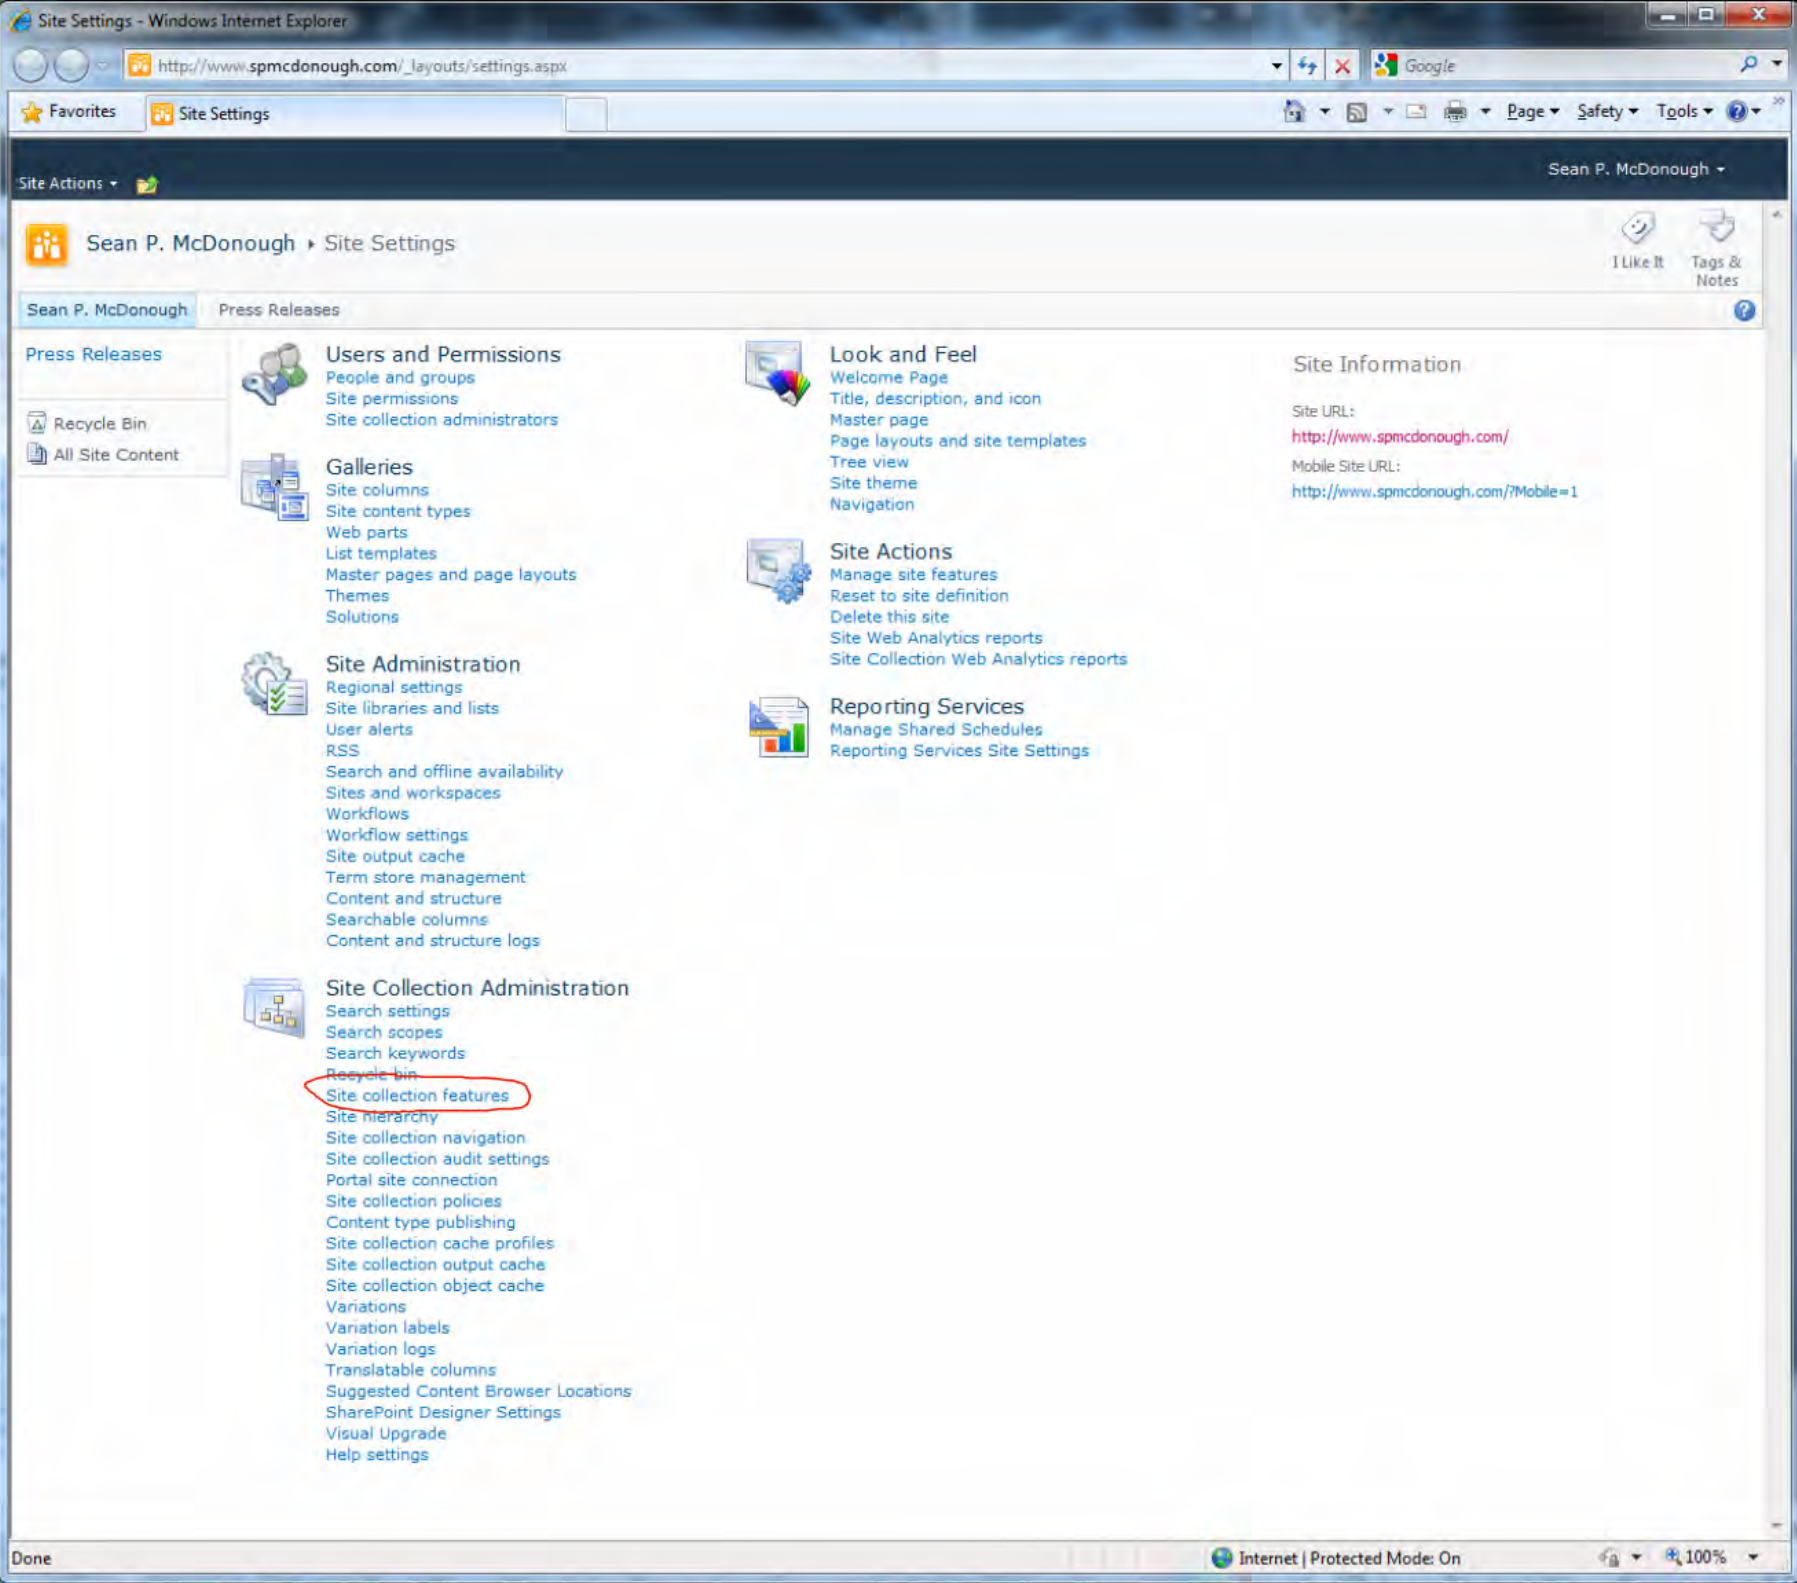 Site Settings - Windows Internet Explorer
http://www.spmcdonough.com/_layouts/settings.aspx
Google
Favorites
Site Settings
Page
Safety
Tools
Site Actions
Sean P. McDonough
Sean P. McDonough
Site Settings
I Like It
Tags &
Notes
Sean P. McDonough
Press Releases
Press Releases
Recycle Bin
All Site Content
Users and Permissions
People and groups
Site permissions
Site collection administrators
Galleries
Site columns
Site content types
Web parts
List templates
Master pages and page layouts
Themes
Solutions
Site Administration
Regional settings
Site libraries and lists
User alerts
RSS
Search and offline availability
Sites and workspaces
Workflows
Workflow settings
Site output cache
Term store management
Content and structure
Searchable columns
Content and structure logs
Site Collection Administration
Search settings
Search scopes
Search keywords
Recycle bin
Site collection features
Site hierarchy
Site collection navigation
Site collection audit settings
Portal site connection
Site collection policies
Content type publishing
Site collection cache profiles
Site collection output cache
Site collection object cache
Variations
Variation labels
Variation logs
Translatable columns
Suggested Content Browser Locations
SharePoint Designer Settings
Visual Upgrade
Help settings
Look and Feel
Welcome Page
Title, description, and icon
Master page
Page layouts and site templates
Tree view
Site theme
Navigation
Site Actions
Manage site features
Reset to site definition
Delete this site
Site Web Analytics reports
Site Collection Web Analytics reports
Reporting Services
Manage Shared Schedules
Reporting Services Site Settings
Site Information
Site URL:
http://www.spmcdonough.com/
Mobile Site URL:
http://www.spmcdonough.com/?Mobile=1
Done
Internet | Protected Mode: On
100%